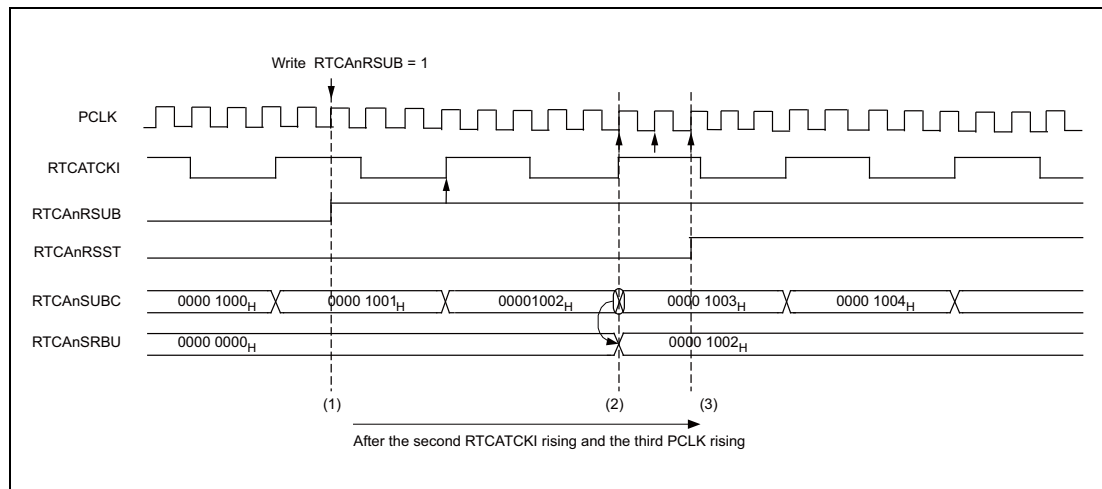 Write RTCAnRSUB = 1
PCLK
RTCATCKI
RTCAnRSUB
RTCAnRSST
RTCAnSUBC 0000 1000H 0000 1001H 00001002H 0000 1003H 0000 1004H
RTCAnSRBU 0000 0000H 0000 1002H
(1) (2) (3)
After the second RTCATCKI rising and the third PCLK rising